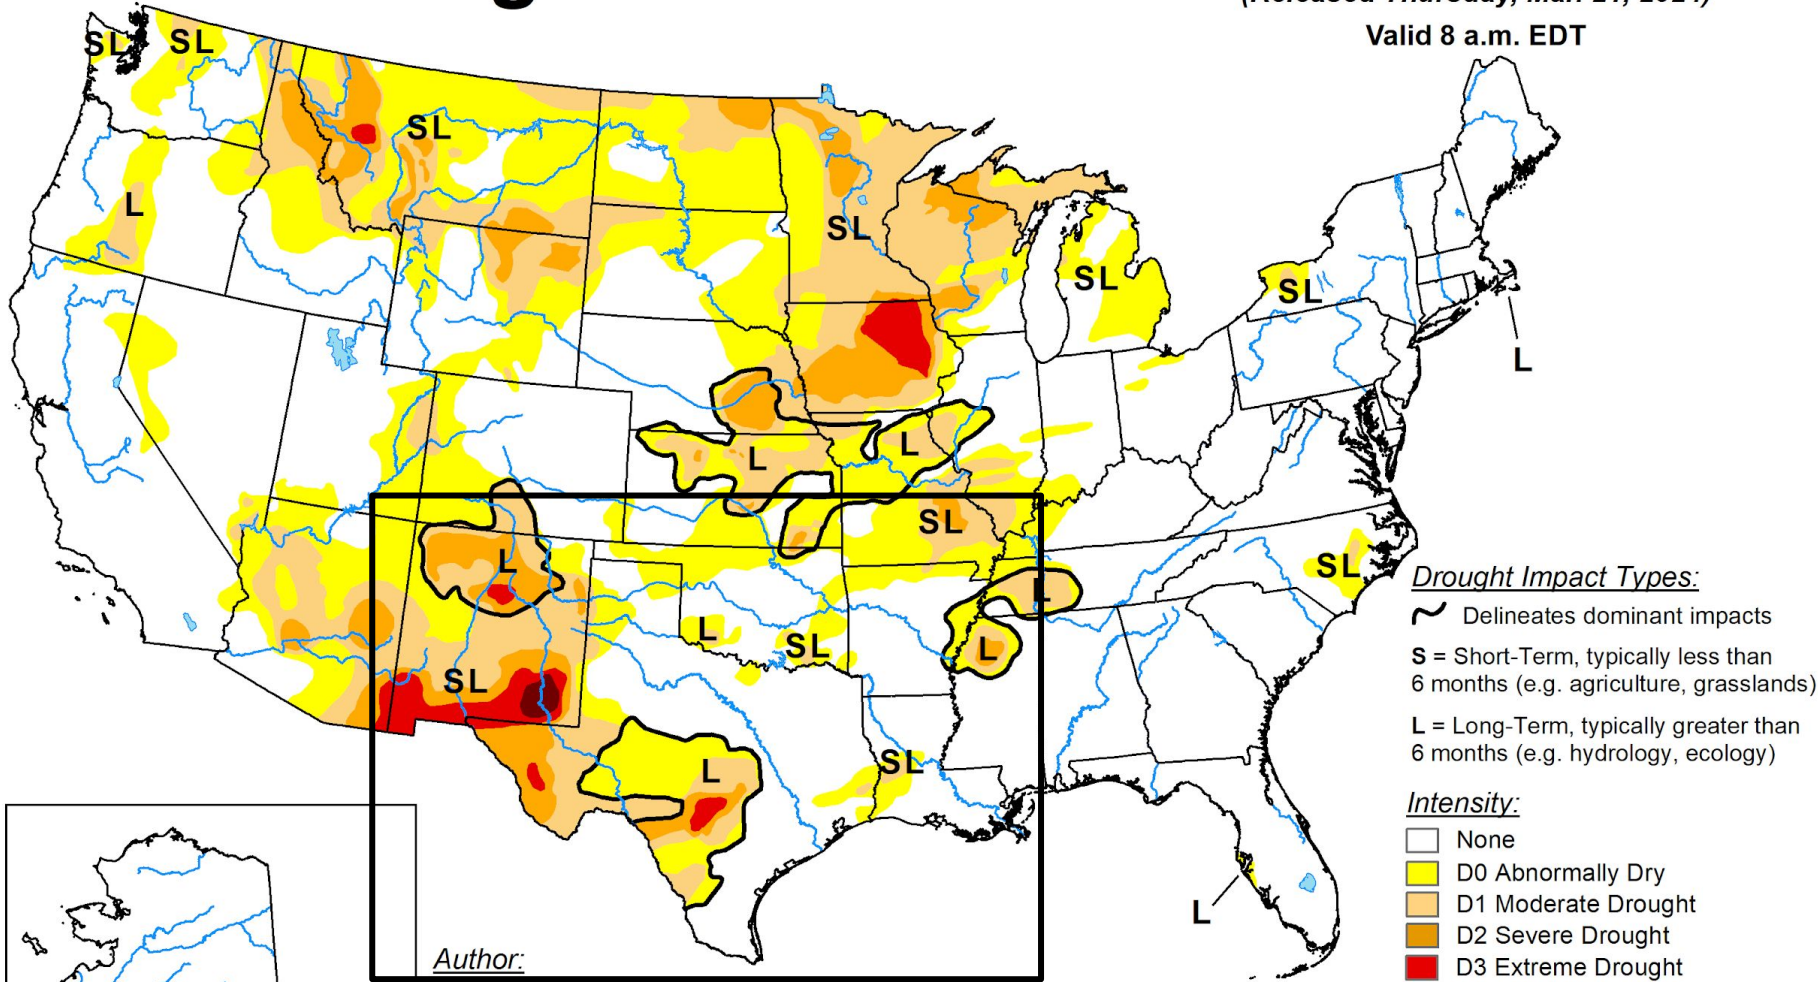 Valid 8 a.m. EDT
SL
SL
SL
L
SL
SL
SL
L
L
L
SL
L
L
SL
L
SL
L
SL
L
SL
L
SL
L
Drought Impact Types:
Delineates dominant impacts
S = Short-Term, typically less than
6 months (e.g. agriculture, grasslands)
L = Long-Term, typically greater than
6 months (e.g. hydrology, ecology)
Intensity:
None
D0 Abnormally Dry
D1 Moderate Drought
D2 Severe Drought
D3 Extreme Drought
Author: